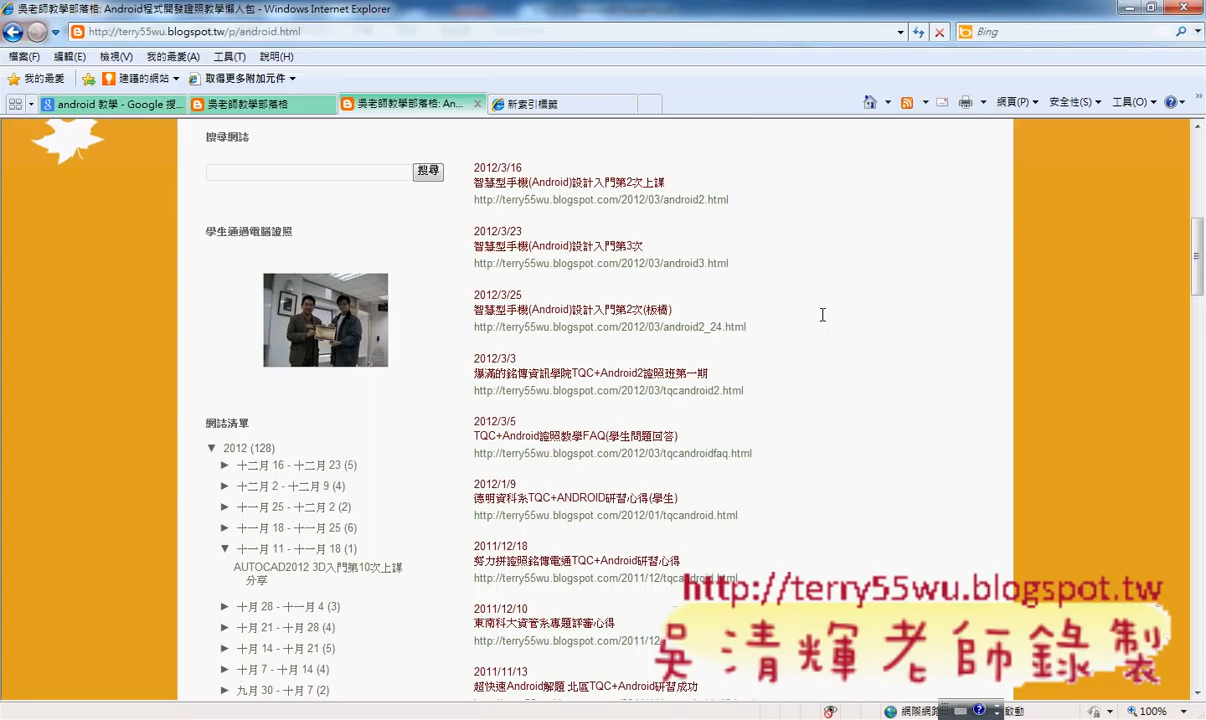 吳老師教學部落格: Android程式開發證照教學懶人包 - Windows Internet Explorer
http://terry55wu.blogspot.tw/p/android.html
Bing
檔案(F) 編輯(E) 檢視(V) 我的最愛(A) 工具(T) 說明(H)
我的最愛 建議的網站 取得更多附加元件
android 教學 - Google 搜... 吳老師教學部落格 吳老師教學部落格: An... 新索引標籤
網頁(P) 安全性(S) 工具(O)
搜尋網誌
搜尋
學生通過電腦證照
網誌清單
▼ 2012 (128)
► 十二月 16 - 十二月 23 (5)
► 十二月 2 - 十二月 9 (4)
► 十一月 25 - 十二月 2 (2)
► 十一月 18 - 十一月 25 (6)
▼ 十一月 11 - 十一月 18 (1)
AUTOCAD2012 3D入門第10次上課
分享
► 十月 28 - 十一月 4 (3)
► 十月 21 - 十月 28 (4)
► 十月 14 - 十月 21 (5)
► 十月 7 - 十月 14 (4)
► 九月 30 - 十月 7 (2)
2012/3/16
智慧型手機(Android)設計入門第2次上課
http://terry55wu.blogspot.com/2012/03/android2.html
2012/3/23
智慧型手機(Android)設計入門第3次
http://terry55wu.blogspot.com/2012/03/android3.html
2012/3/25
智慧型手機(Android)設計入門第2次(板橋)
http://terry55wu.blogspot.com/2012/03/android2_24.html
2012/3/3
爆滿的銘傳資訊學院TQC+Android2證照班第一期
http://terry55wu.blogspot.com/2012/03/tqcandroid2.html
2012/3/5
TQC+Android證照教學FAQ(學生問題回答)
http://terry55wu.blogspot.com/2012/03/tqcandroidfaq.html
2012/1/9
德明資科系TQC+ANDROID研習心得(學生)
http://terry55wu.blogspot.com/2012/01/tqcandroid.html
2011/12/18
努力拼證照銘傳電通TQC+Android研習心得
http://terry55wu.blogspot.com/2011/12/tqcandroid.html
2011/12/10
東南科大資管系專題評審心得
http://terry55wu.blogspot.com/2011/12
2011/11/13
超快速Android解題 北區TQC+Android研習成功
http://terry55wu.blogspot.tw
吳清輝老師錄製
網際網路 啟動 100%